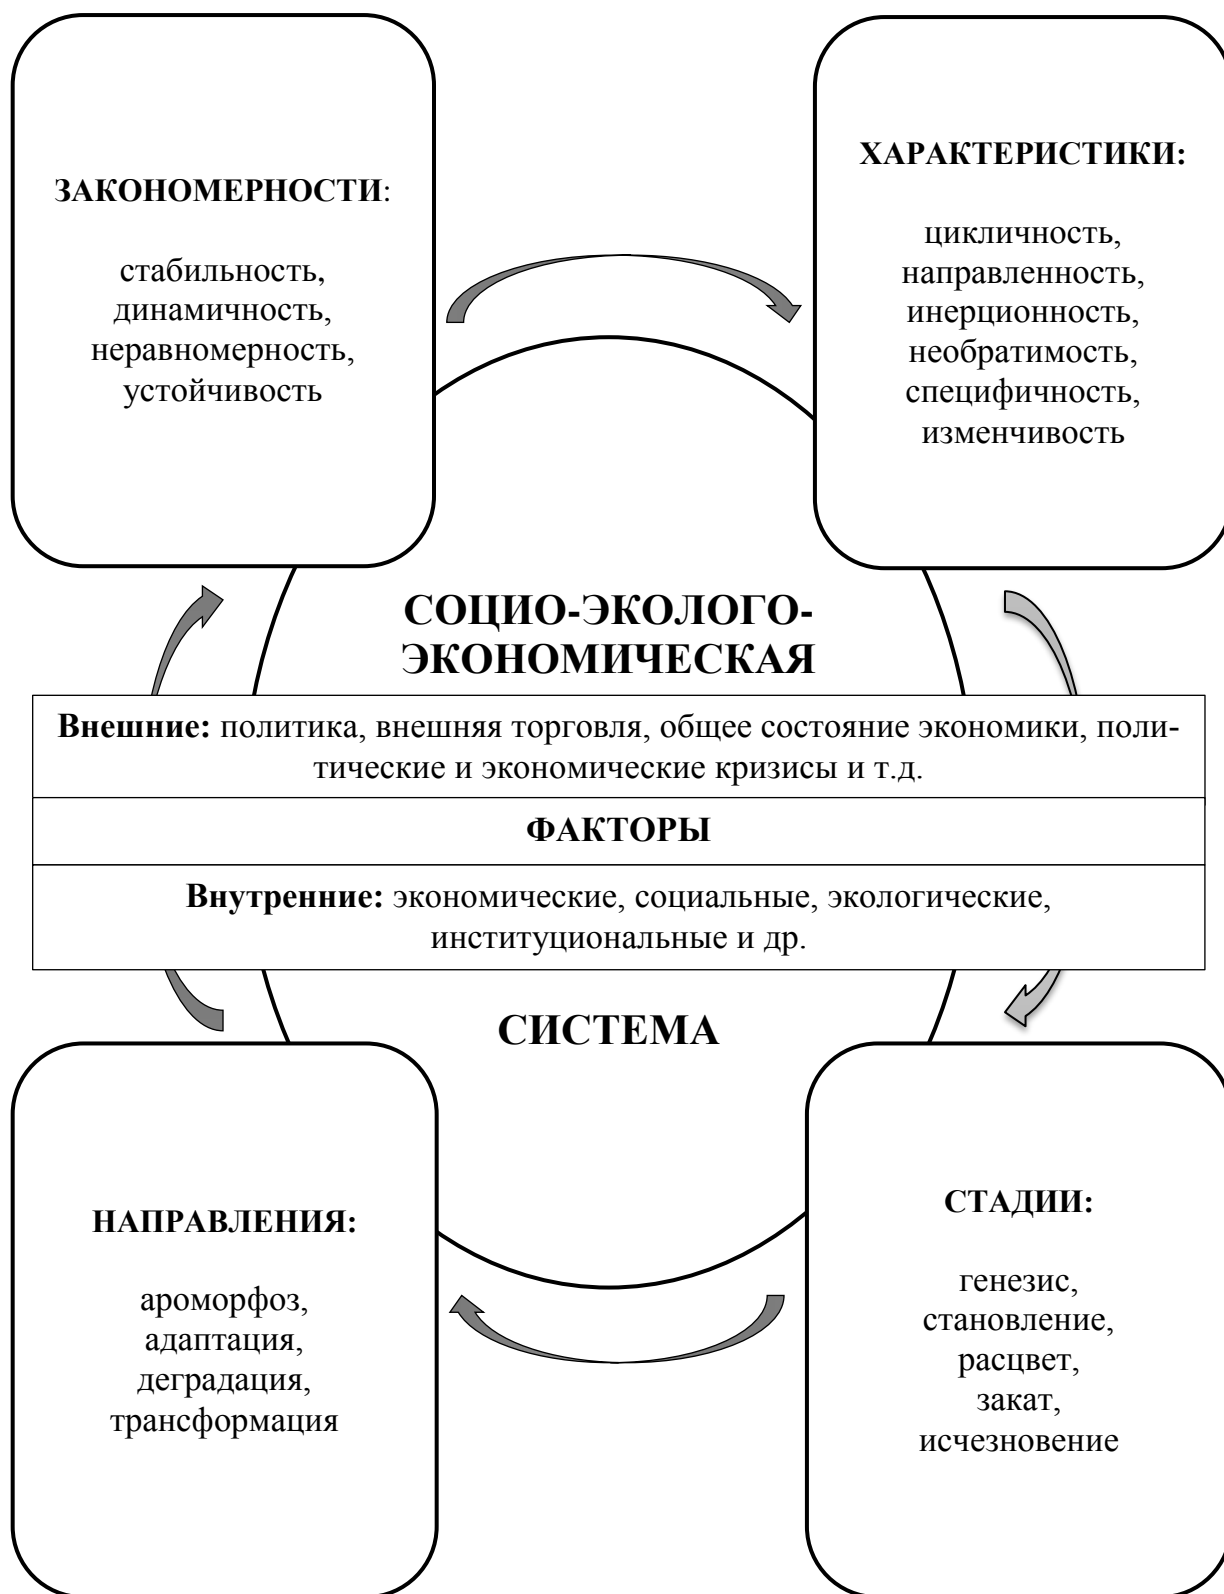 ЗАКОНОМЕРНОСТИ:
стабильность,
динамичность,
неравномерность,
устойчивость
ХАРАКТЕРИСТИКИ:
цикличность,
направленность,
инерционность,
необратимость,
специфичность,
изменчивость
СОЦИО-ЭКОЛОГО-
ЭКОНОМИЧЕСКАЯ
Внешние: политика, внешняя торговля, общее состояние экономики, поли-
тические и экономические кризисы и т.д.
ФАКТОРЫ
Внутренние: экономические, социальные, экологические,
институциональные и др.
СИСТЕМА
НАПРАВЛЕНИЯ:
ароморфоз,
адаптация,
деградация,
трансформация
СТАДИИ:
генезис,
становление,
расцвет,
закат,
исчезновение